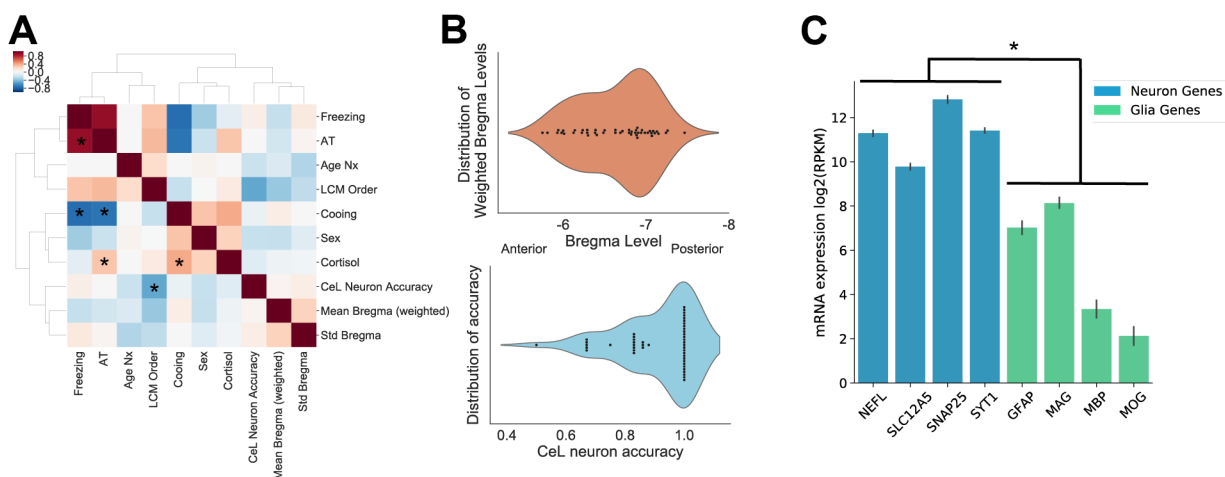 A
0.8
0.4
0.0
−0.4
−0.8
Freezing
AT
Age Nx
LCM Order
Cooing
Sex
Cortisol
CeL Neuron Accuracy
Mean Bregma (weighted)
Std Bregma
*
* *
* *
*
Freezing
AT
Age Nx
LCM Order
Cooing
Sex
Cortisol
CeL Neuron Accuracy
Mean Bregma (weighted)
Std Bregma
B
Distribution of
Weighted Bregma Levels
-6 -7 -8
Anterior Bregma Level Posterior
Distribution of accuracy
0.4 0.6 0.8 1.0
CeL neuron accuracy
C
*
Neuron Genes
Glia Genes
mRNA expression log2(RPKM)
12
10
8
6
4
2
0
NEFL
SLC12A5
SNAP25
SYT1
GFAP
MAG
MBP
MOG